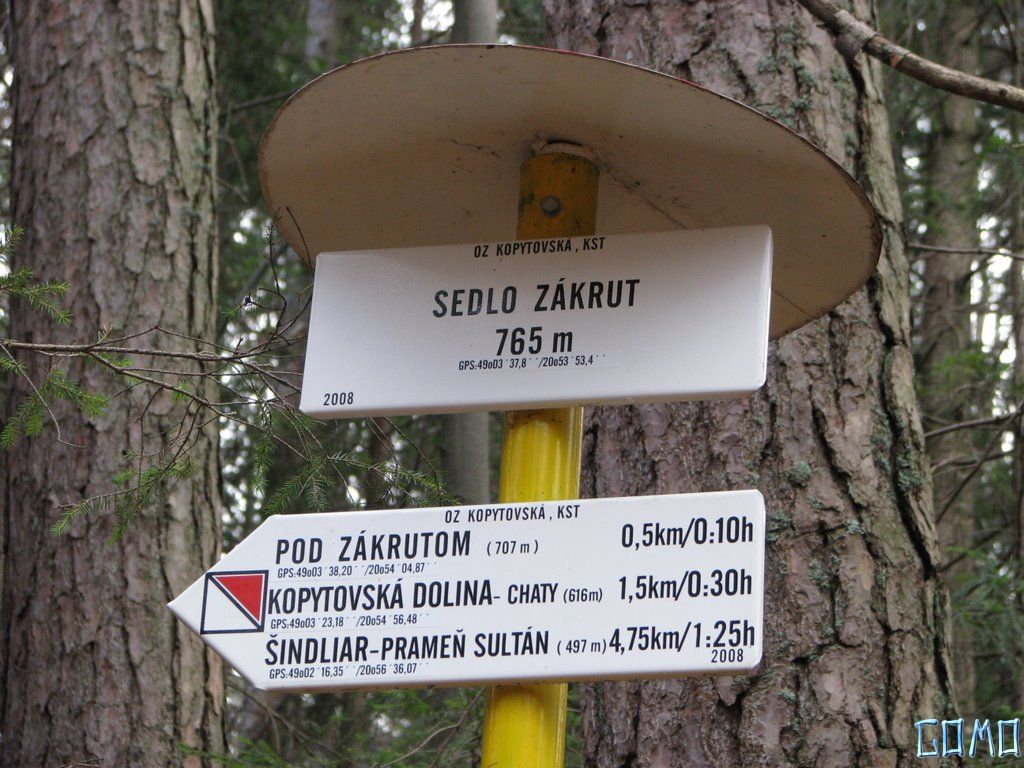 OZ KOPYTOVSKÁ, KST
SEDLO ZÁKRUT
765 m
GPS:49o03´37,8´´/20o53´53,4´´
2008
OZ KOPYTOVSKÁ, KST
POD ZÁKRUTOM (707 m) 0,5km/0:10h
GPS:49o03´38,20´´/20o54´04,87´´
KOPYTOVSKÁ DOLINA- CHATY (616m) 1,5km/0:30h
GPS:49o03´23,18´´/20o54´56,48´´
ŠINDLIAR-PRAMEŇ SULTÁN (497 m) 4,75km/1:25h
GPS:49o02´16,35´´/20o56´36,07´´
2008
GOMO